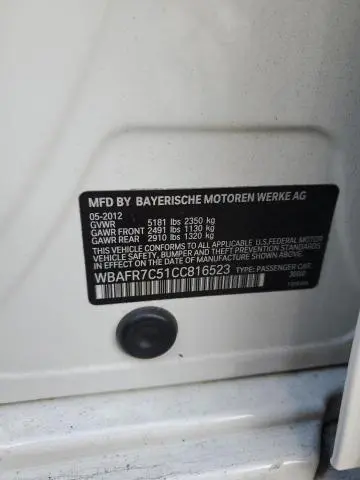 MFD BY BAYERISCHE MOTOREN WERKE AG
05-2012
GVWR 5181 lbs 2350 kg
GAWR FRONT 2491 lbs 1130 kg
GAWR REAR 2910 lbs 1320 kg
THIS VEHICLE CONFORMS TO ALL APPLICABLE U.S. FEDERAL MOTOR
VEHICLE SAFETY, BUMPER, AND THEFT PREVENTION STANDARDS
IN EFFECT ON THE DATE OF MANUFACTURE SHOWN ABOVE.
WBAFR7C51CC816523 TYPE: PASSENGER CAR